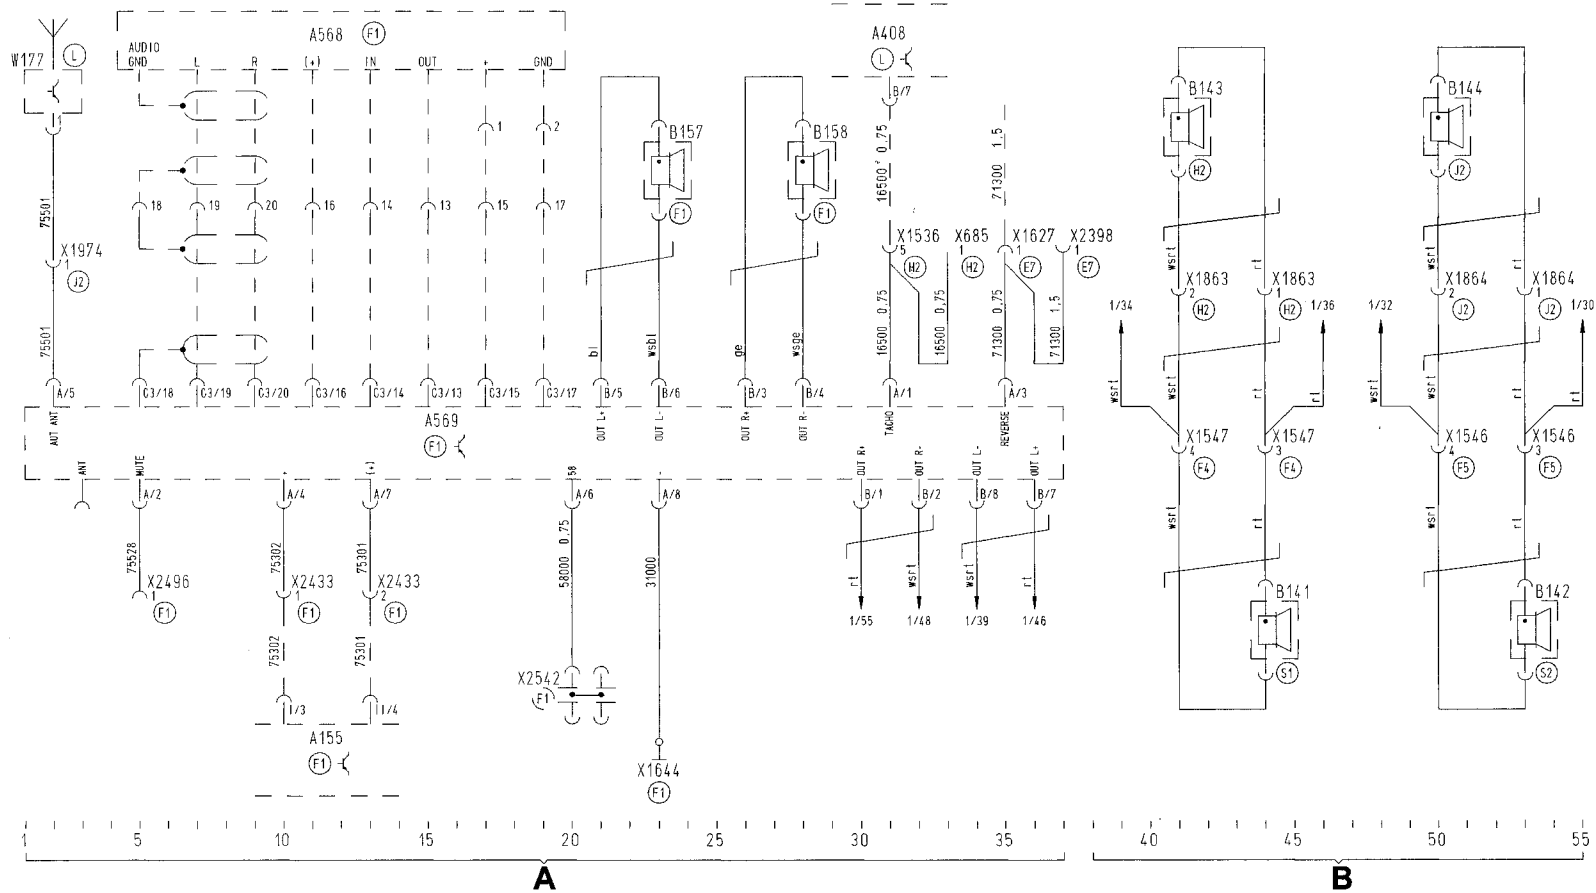 A568 F1
A408
L
W177 L
AUDIO
GND L R (+) IN OUT + GND
B/7
1
1 2
B157 B158
F1 F1
16500 0,75
71300 1,5
75501
18 19 20 16 14 13 15 17
X1974
1
J2
X1536 X685 X1627 X2398
5 1 1 1
H2 H2 E7 E7
75501
bl wsbl ge wsge
16500 0,75 16500 0,75 71300 0,75 71300 1,5
A/5 C3/18 C3/19 C3/20 C3/16 C3/14 C3/13 C3/15 C3/17 B/5 B/6 B/3 B/4 A/1 A/3
AUT ANT OUT L+ OUT L- OUT R+ OUT R- TACHO REVERSE
A569
F1
ANT MUTE + (+) 58 - OUT R+ OUT R- OUT L- OUT L+
A/2 A/4 A/7 A/6 A/8 B/1 B/2 B/8 B/7
75528 75302 75301 58000 0,75 31000
rt wsrt wsrt rt
X2496 X2433 X2433
1 1 2
F1 F1 F1
1/55 1/48 1/39 1/46
75302 75301
X2542
F1
1/3 1/4
A155
F1
X1644
F1
B143 B144
H2 J2
wsrt rt wsrt rt
X1863 X1863 X1864 X1864
2 1 2 1
H2 H2 J2 J2
1/34 1/36 1/32 1/30
wsrt wsrt rt rt wsrt wsrt rt rt
X1547 X1547 X1546 X1546
4 3 4 3
F4 F4 F5 F5
wsrt rt wsrt rt
B141 B142
S1 S2
1 5 10 15 20 25 30 35 40 45 50 55
A B